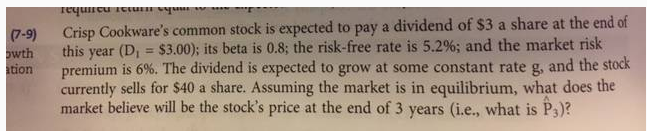 (7-9) Crisp Cookware's common stock is expected to pay a dividend of $3 a share at the end of
owth this year (D₁ = $3.00); its beta is 0.8; the risk-free rate is 5.2%; and the market risk
ation premium is 6%. The dividend is expected to grow at some constant rate g, and the stock
currently sells for $40 a share. Assuming the market is in equilibrium, what does the
market believe will be the stock's price at the end of 3 years (i.e., what is P̂₃)?